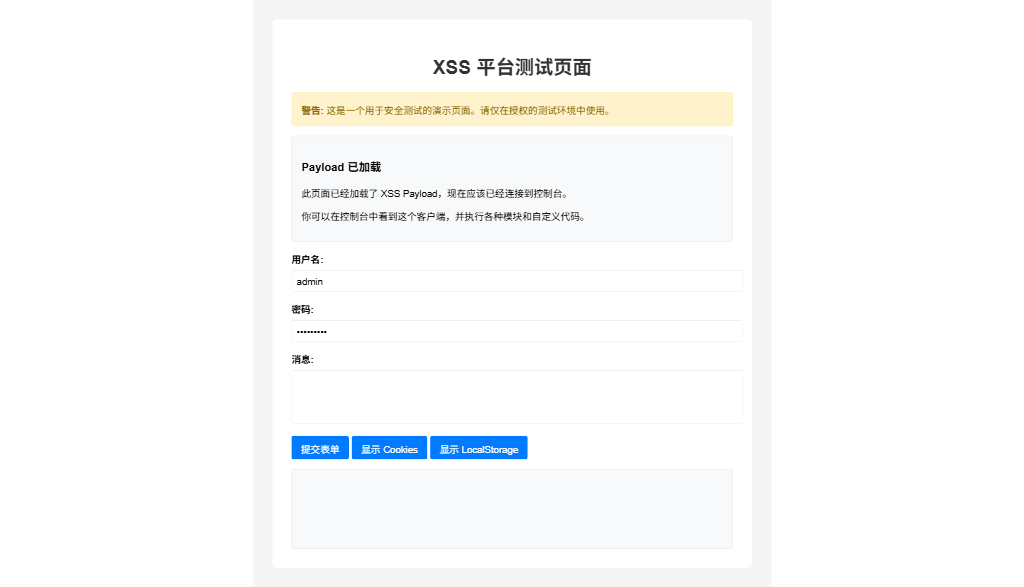 XSS 平台测试页面
警告: 这是一个用于安全测试的演示页面。请仅在授权的测试环境中使用。
Payload 已加载
此页面已经加载了 XSS Payload，现在应该已经连接到控制台。
你可以在控制台中看到这个客户端，并执行各种模块和自定义代码。
用户名:
admin
密码:
•••••••••
消息:
提交表单 显示 Cookies 显示 LocalStorage